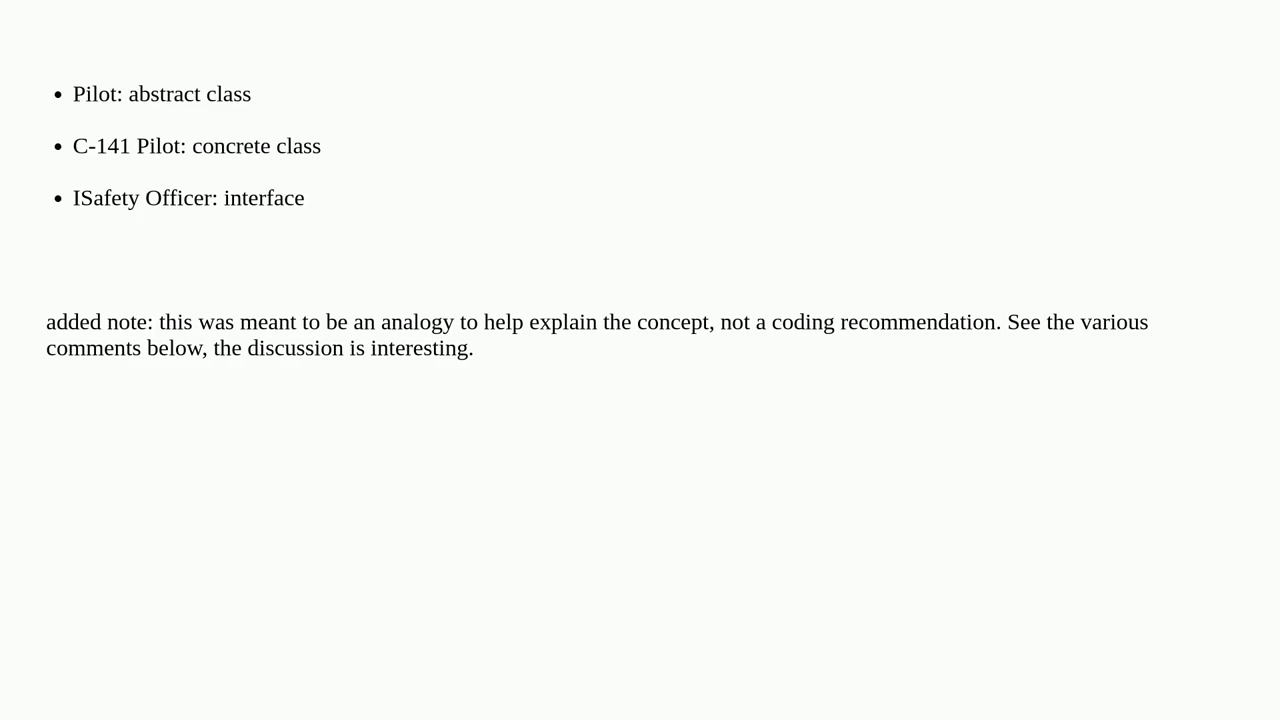 • Pilot: abstract class
• C-141 Pilot: concrete class
• ISafety Officer: interface
added note: this was meant to be an analogy to help explain the concept, not a coding recommendation. See the various
comments below, the discussion is interesting.